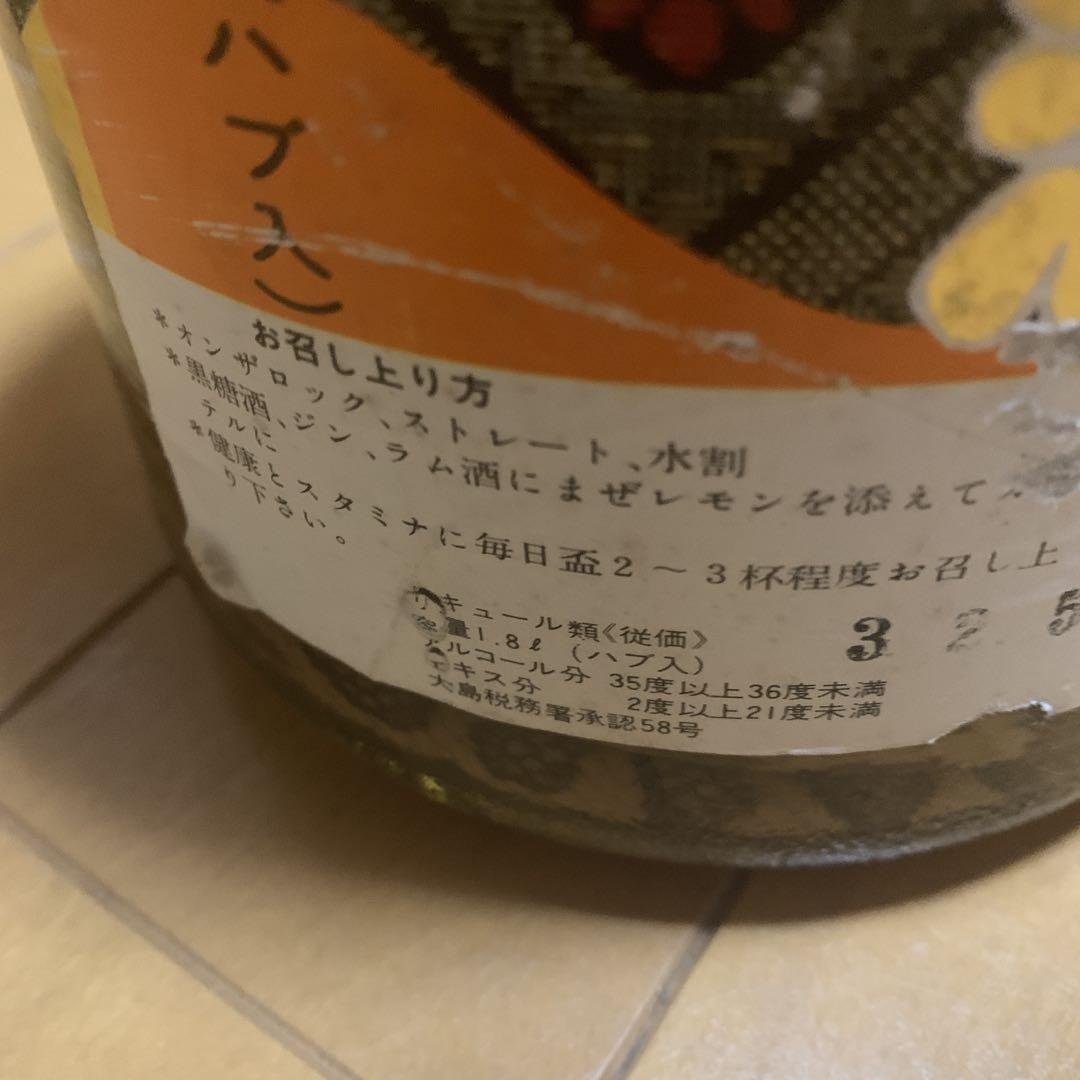 ハブ入)
お召し上り方
*オンザロック、ストレート、水割
*黒糖酒、ジン、ラム酒にまぜレモンを添えて
テルに
*健康とスタミナに毎日盃2〜3杯程度お召し上
り下さい。
リキュール類《従価》
容量1.8ℓ (ハブ入)
アルコール分 35度以上36度未満
エキス分 2度以上21度未満
大島税務署承認58号
3 2 5